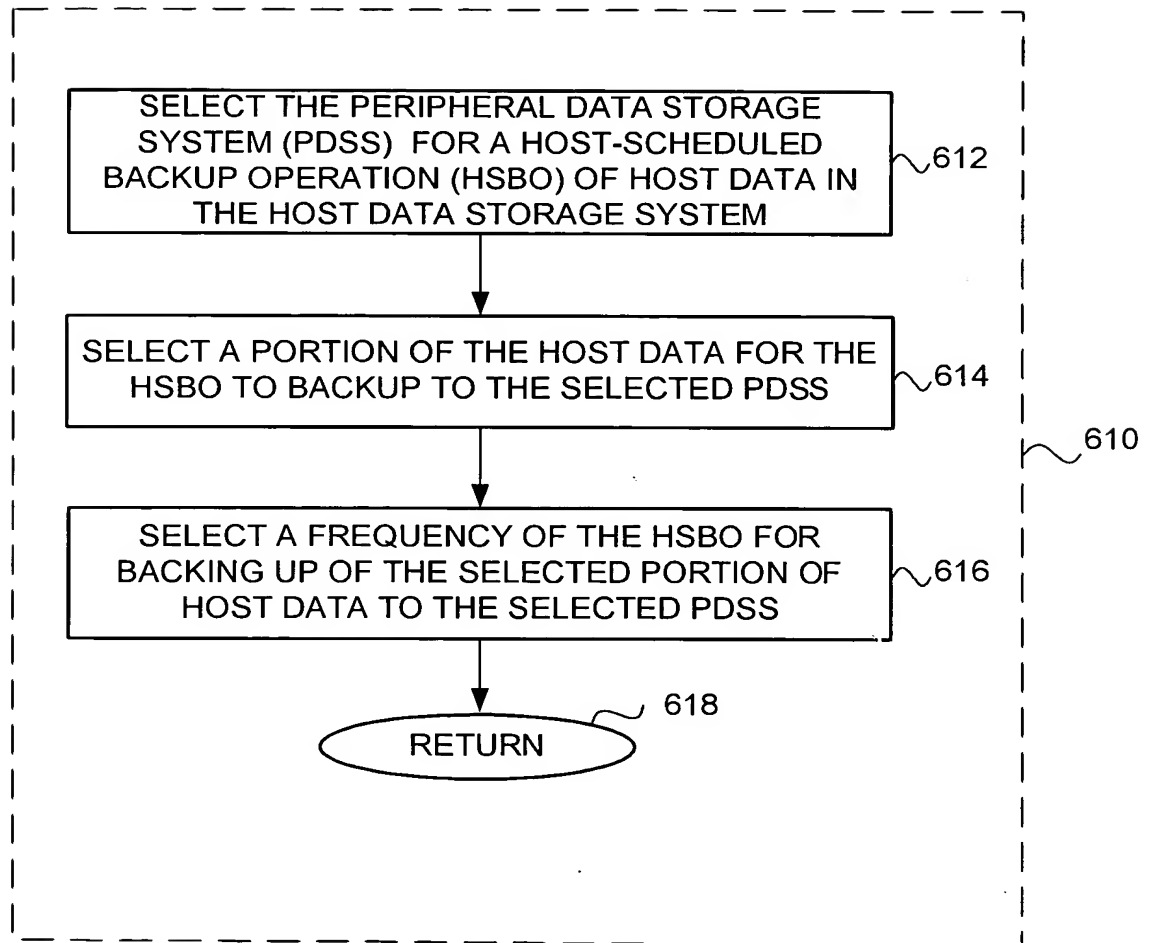 SELECT THE PERIPHERAL DATA STORAGE
SYSTEM (PDSS) FOR A HOST-SCHEDULED
BACKUP OPERATION (HSBO) OF HOST DATA IN
THE HOST DATA STORAGE SYSTEM
612
SELECT A PORTION OF THE HOST DATA FOR THE
HSBO TO BACKUP TO THE SELECTED PDSS
614
610
SELECT A FREQUENCY OF THE HSBO FOR
BACKING UP OF THE SELECTED PORTION OF
HOST DATA TO THE SELECTED PDSS
616
618
RETURN